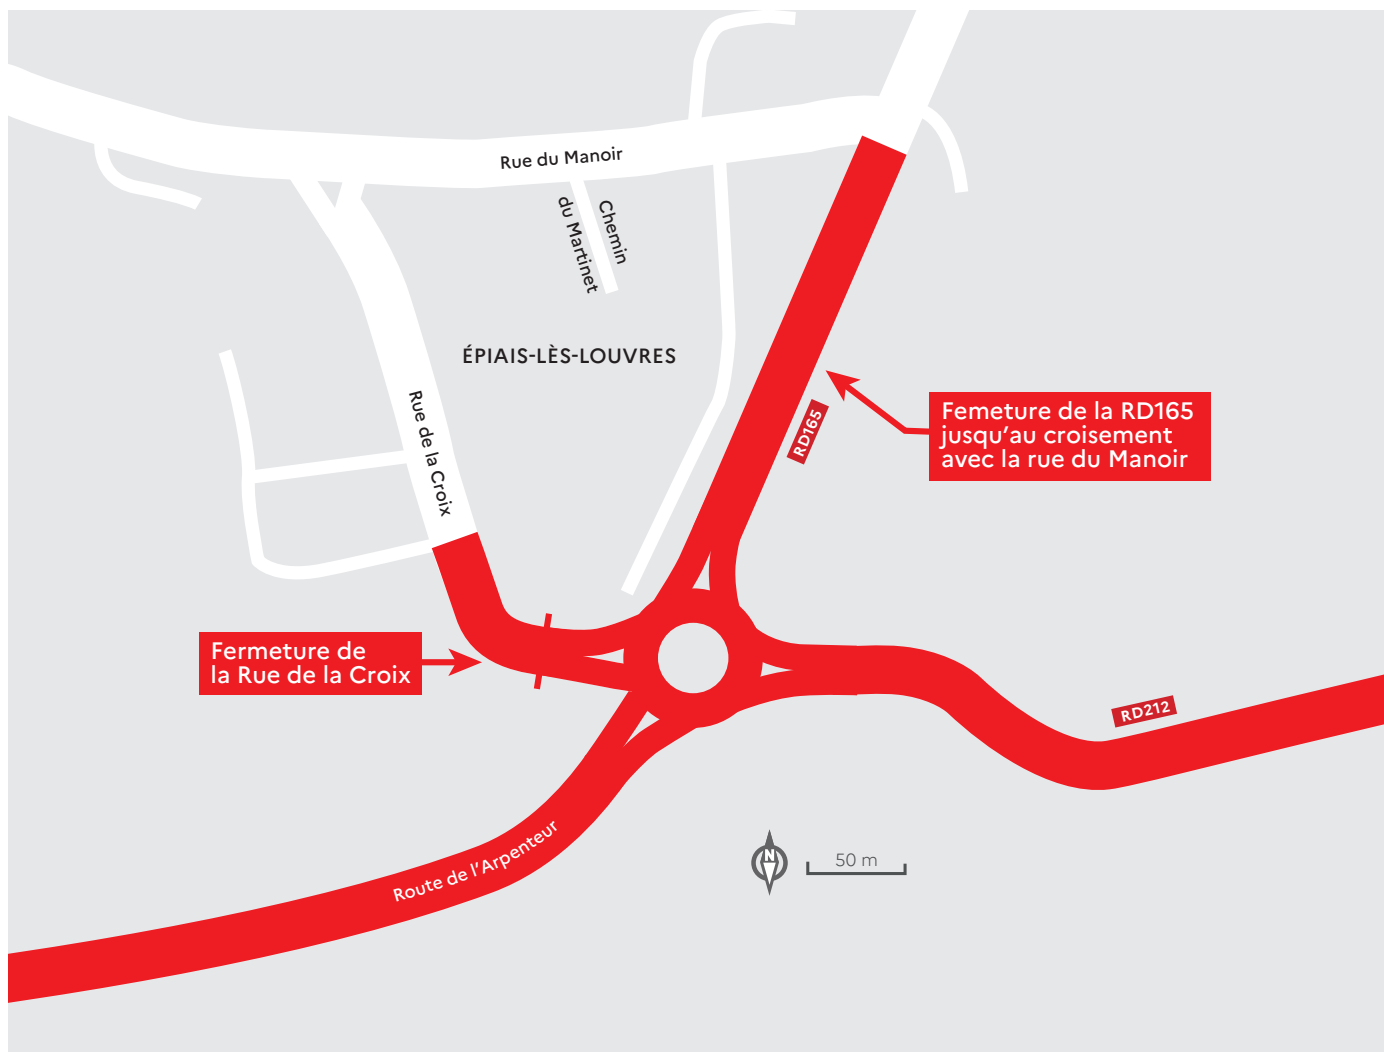 Rue du Manoir
Chemin
du Martinet
ÉPIAIS-LÈS-LOUVRES
Rue de la Croix
RD165
Femeture de la RD165
jusqu'au croisement
avec la rue du Manoir
Fermeture de
la Rue de la Croix
RD212
Route de l'Arpenteur
N
50 m